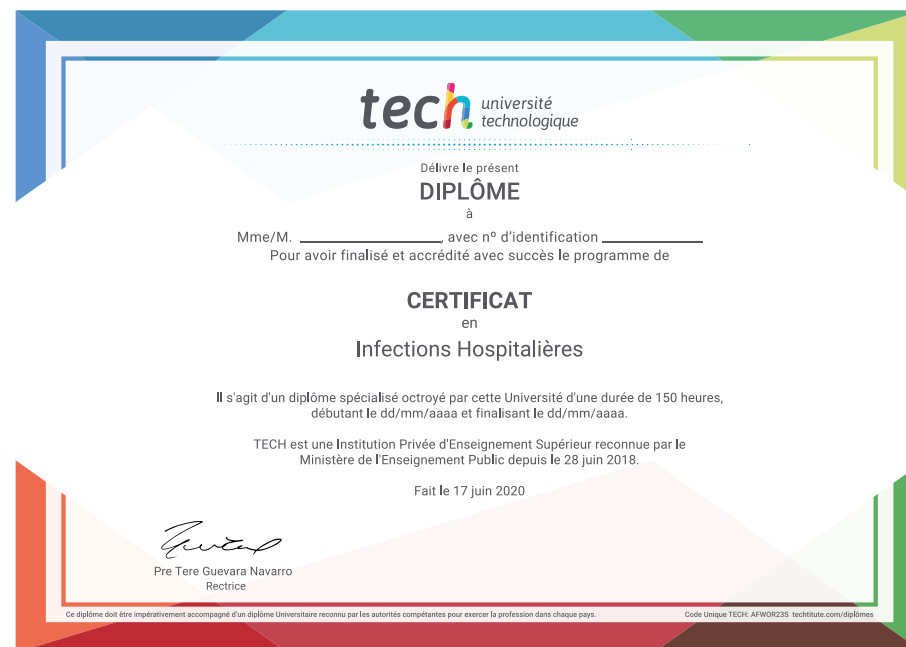 tech université
technologique
Délivre le présent
DIPLÔME
à
Mme/M. ____________________, avec nº d'identification ______________
Pour avoir finalisé et accrédité avec succès le programme de
CERTIFICAT
en
Infections Hospitalières
Il s'agit d'un diplôme spécialisé octroyé par cette Université d'une durée de 150 heures,
débutant le dd/mm/aaaa et finalisant le dd/mm/aaaa.
TECH est une Institution Privée d'Enseignement Supérieur reconnue par le
Ministère de l'Enseignement Public depuis le 28 juin 2018.
Fait le 17 juin 2020
Pre Tere Guevara Navarro
Rectrice
Ce diplôme doit être impérativement accompagné d'un diplôme Universitaire reconnu par les autorités compétantes pour exercer la profession dans chaque pays.
Code Unique TECH: AFWOR23S techtitute.com/diplômes